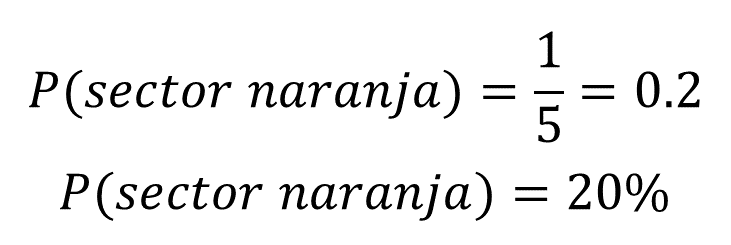 P(sector naranja) = 1/5 = 0.2
P(sector naranja) = 20%